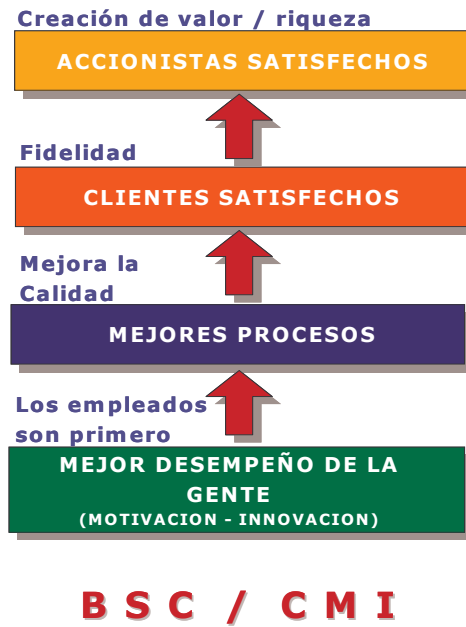 Creación de valor / riqueza
ACCIONISTAS SATISFECHOS
Fidelidad
CLIENTES SATISFECHOS
Mejora la
Calidad
MEJORES PROCESOS
Los empleados
son primero
MEJOR DESEMPEÑO DE LA
GENTE
(MOTIVACION - INNOVACION)
BSC / CMI